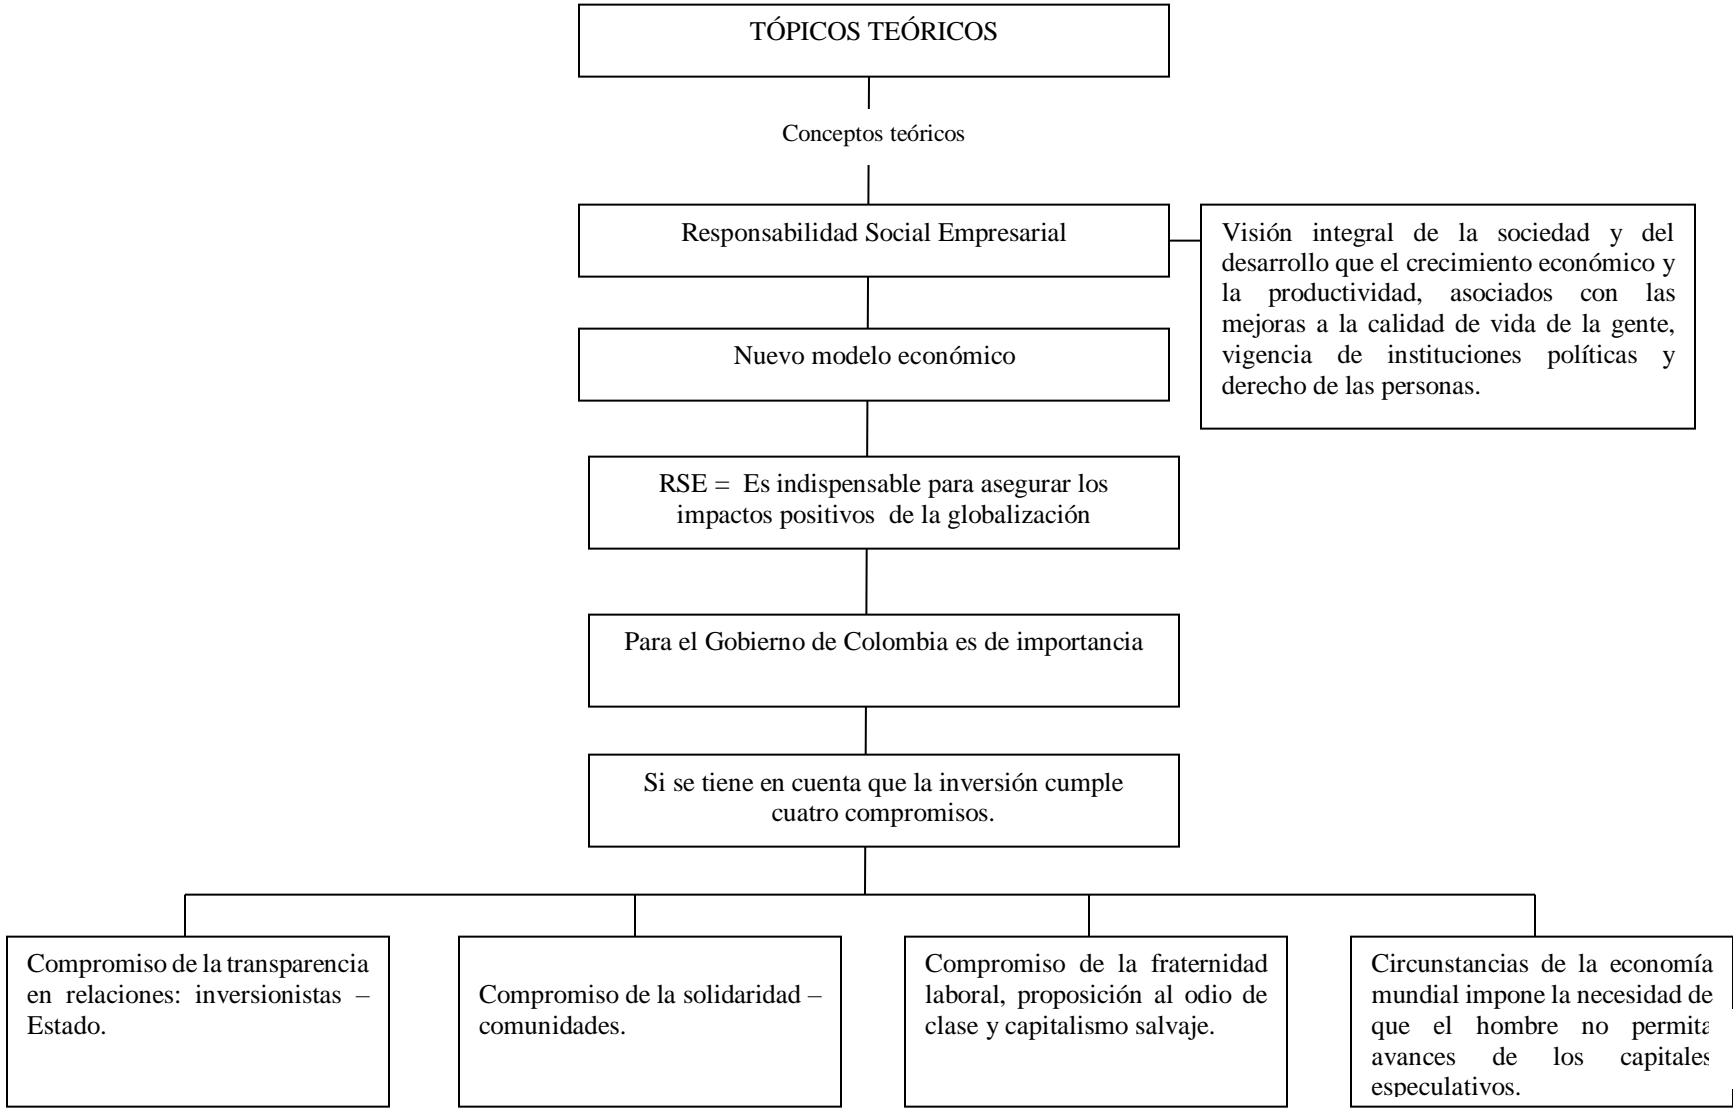 TÓPICOS TEÓRICOS
Conceptos teóricos
Responsabilidad Social Empresarial
Visión integral de la sociedad y del
desarrollo que el crecimiento económico y
la productividad, asociados con las
mejoras a la calidad de vida de la gente,
vigencia de instituciones políticas y
derecho de las personas.
Nuevo modelo económico
RSE = Es indispensable para asegurar los
impactos positivos de la globalización
Para el Gobierno de Colombia es de importancia
Si se tiene en cuenta que la inversión cumple
cuatro compromisos.
Compromiso de la transparencia
en relaciones: inversionistas –
Estado.
Compromiso de la solidaridad –
comunidades.
Compromiso de la fraternidad
laboral, proposición al odio de
clase y capitalismo salvaje.
Circunstancias de la economía
mundial impone la necesidad de
que el hombre no permita
avances de los capitales
especulativos.